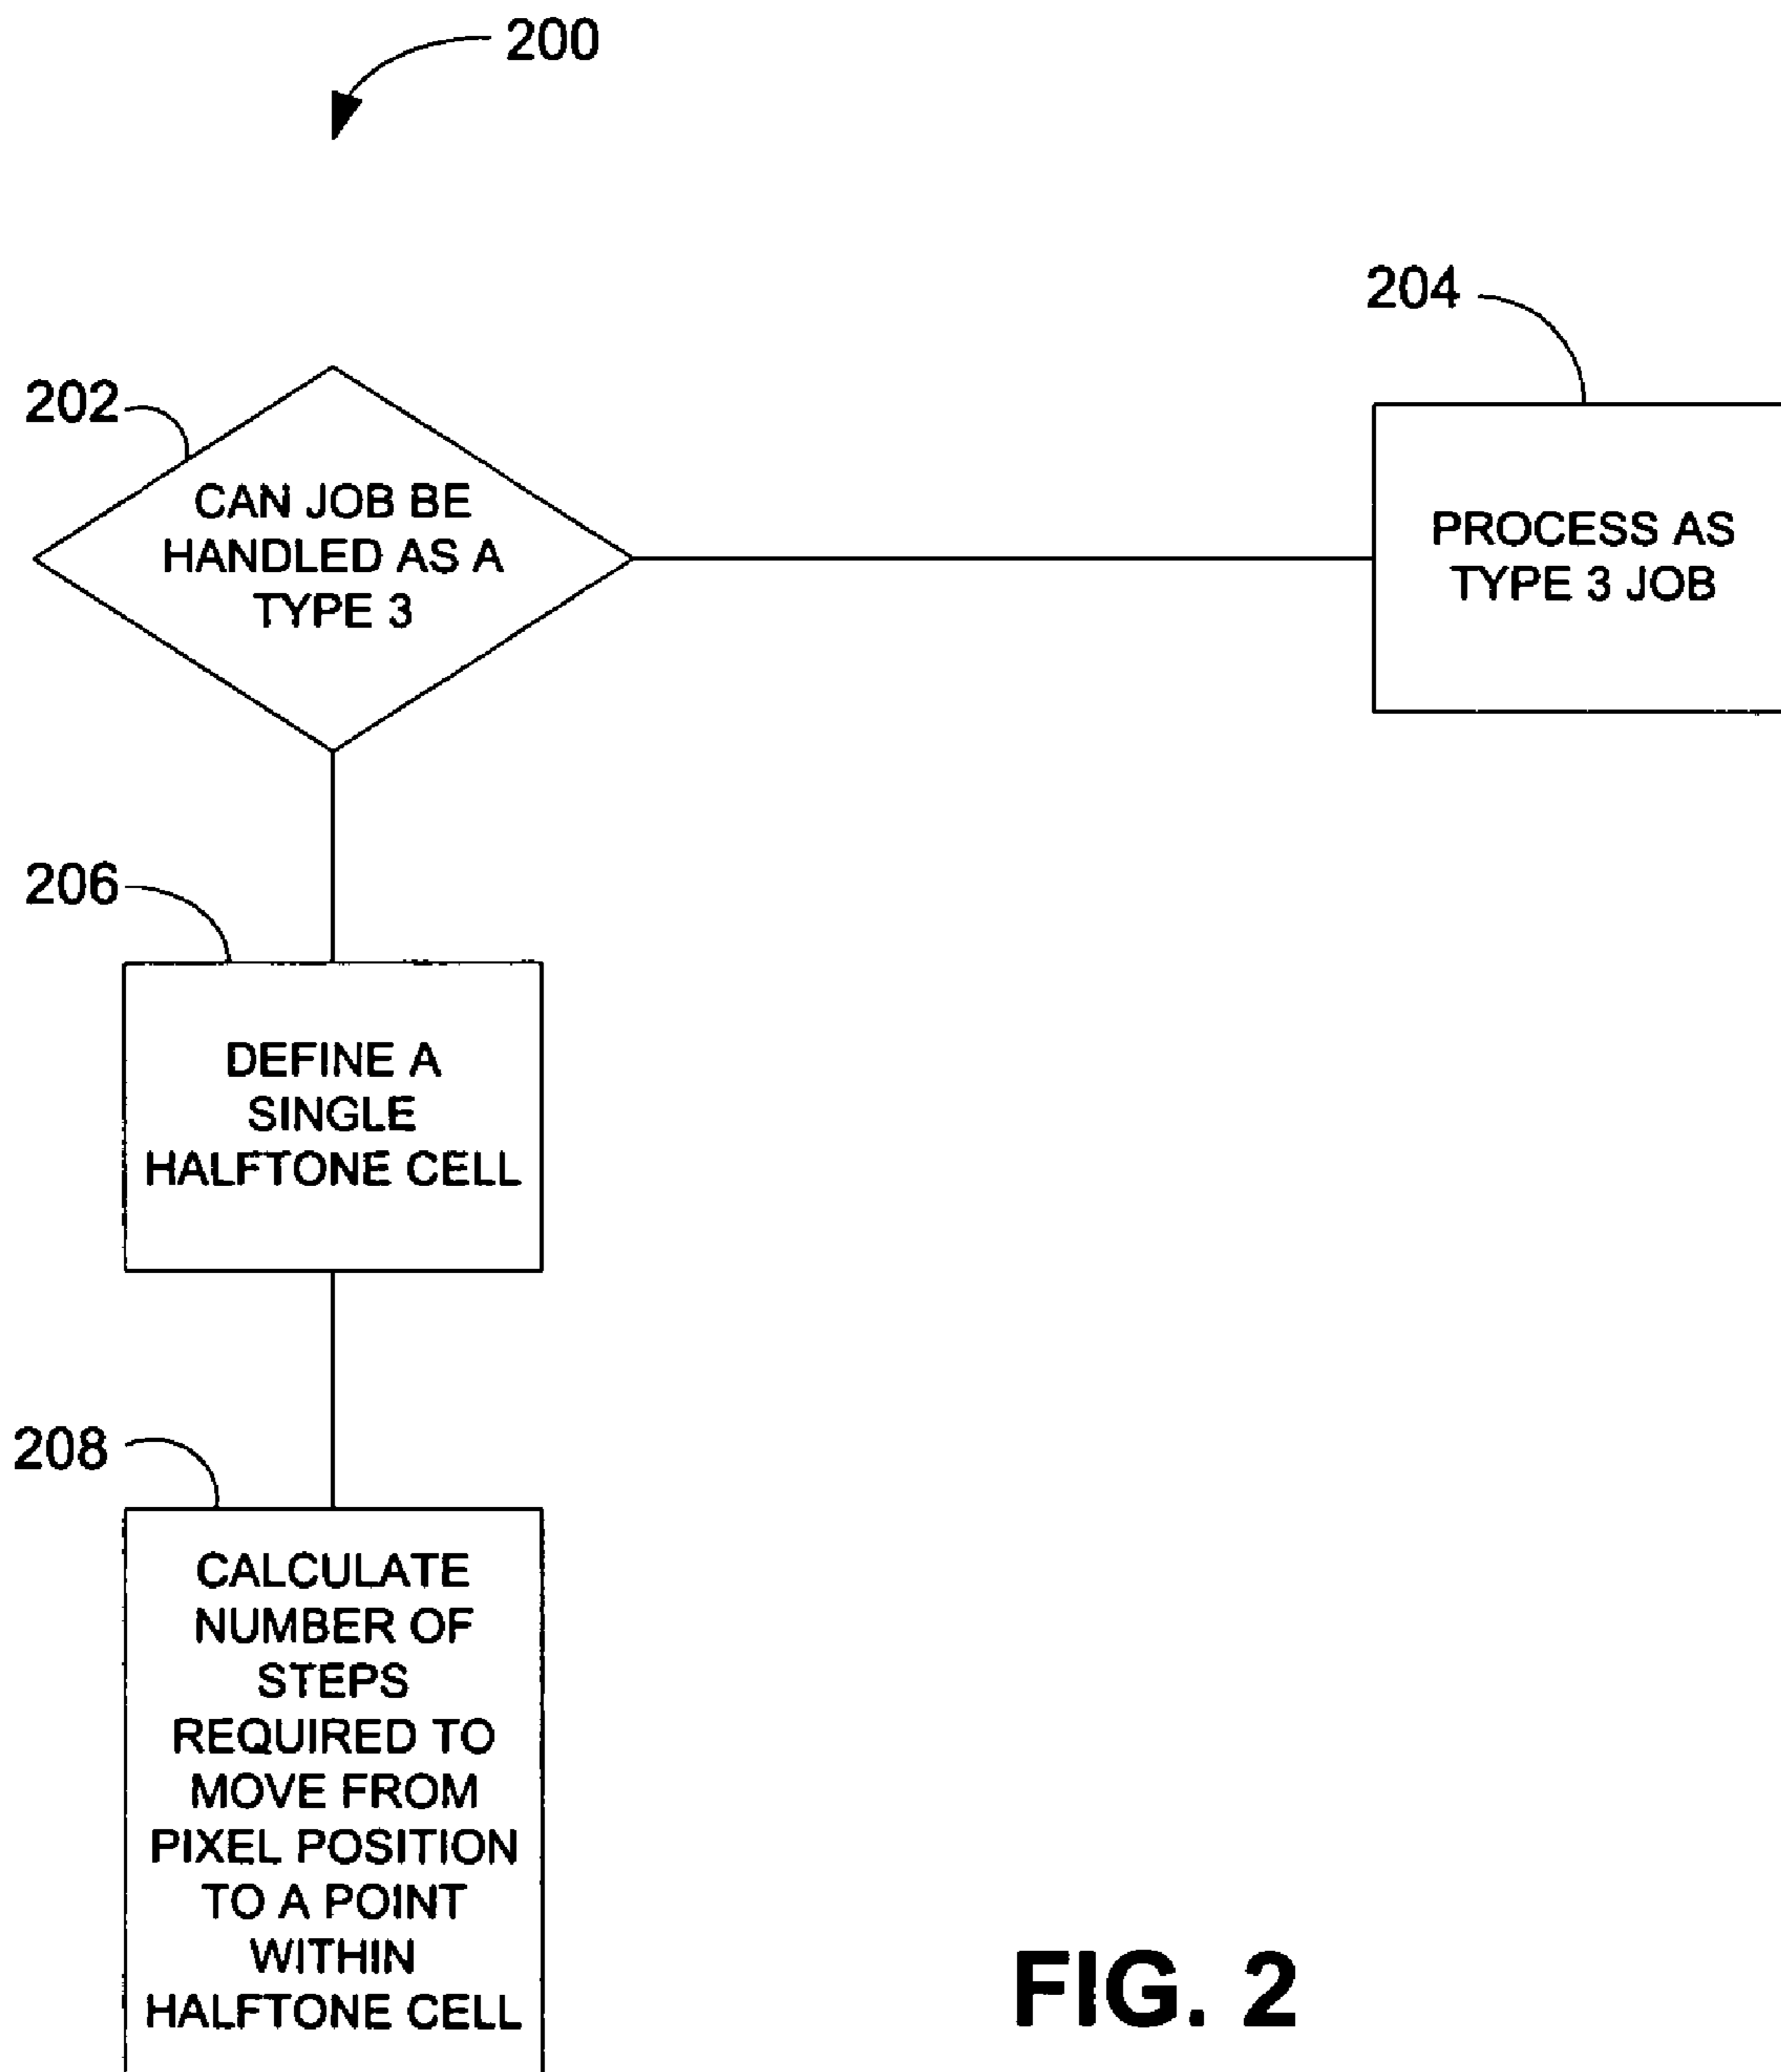 200
204
202
CAN JOB BE
HANDLED AS A
TYPE 3
PROCESS AS
TYPE 3 JOB
206
DEFINE A
SINGLE
HALFTONE CELL
208
CALCULATE
NUMBER OF
STEPS
REQUIRED TO
MOVE FROM
PIXEL POSITION
TO A POINT
WITHIN
HALFTONE CELL
FIG. 2